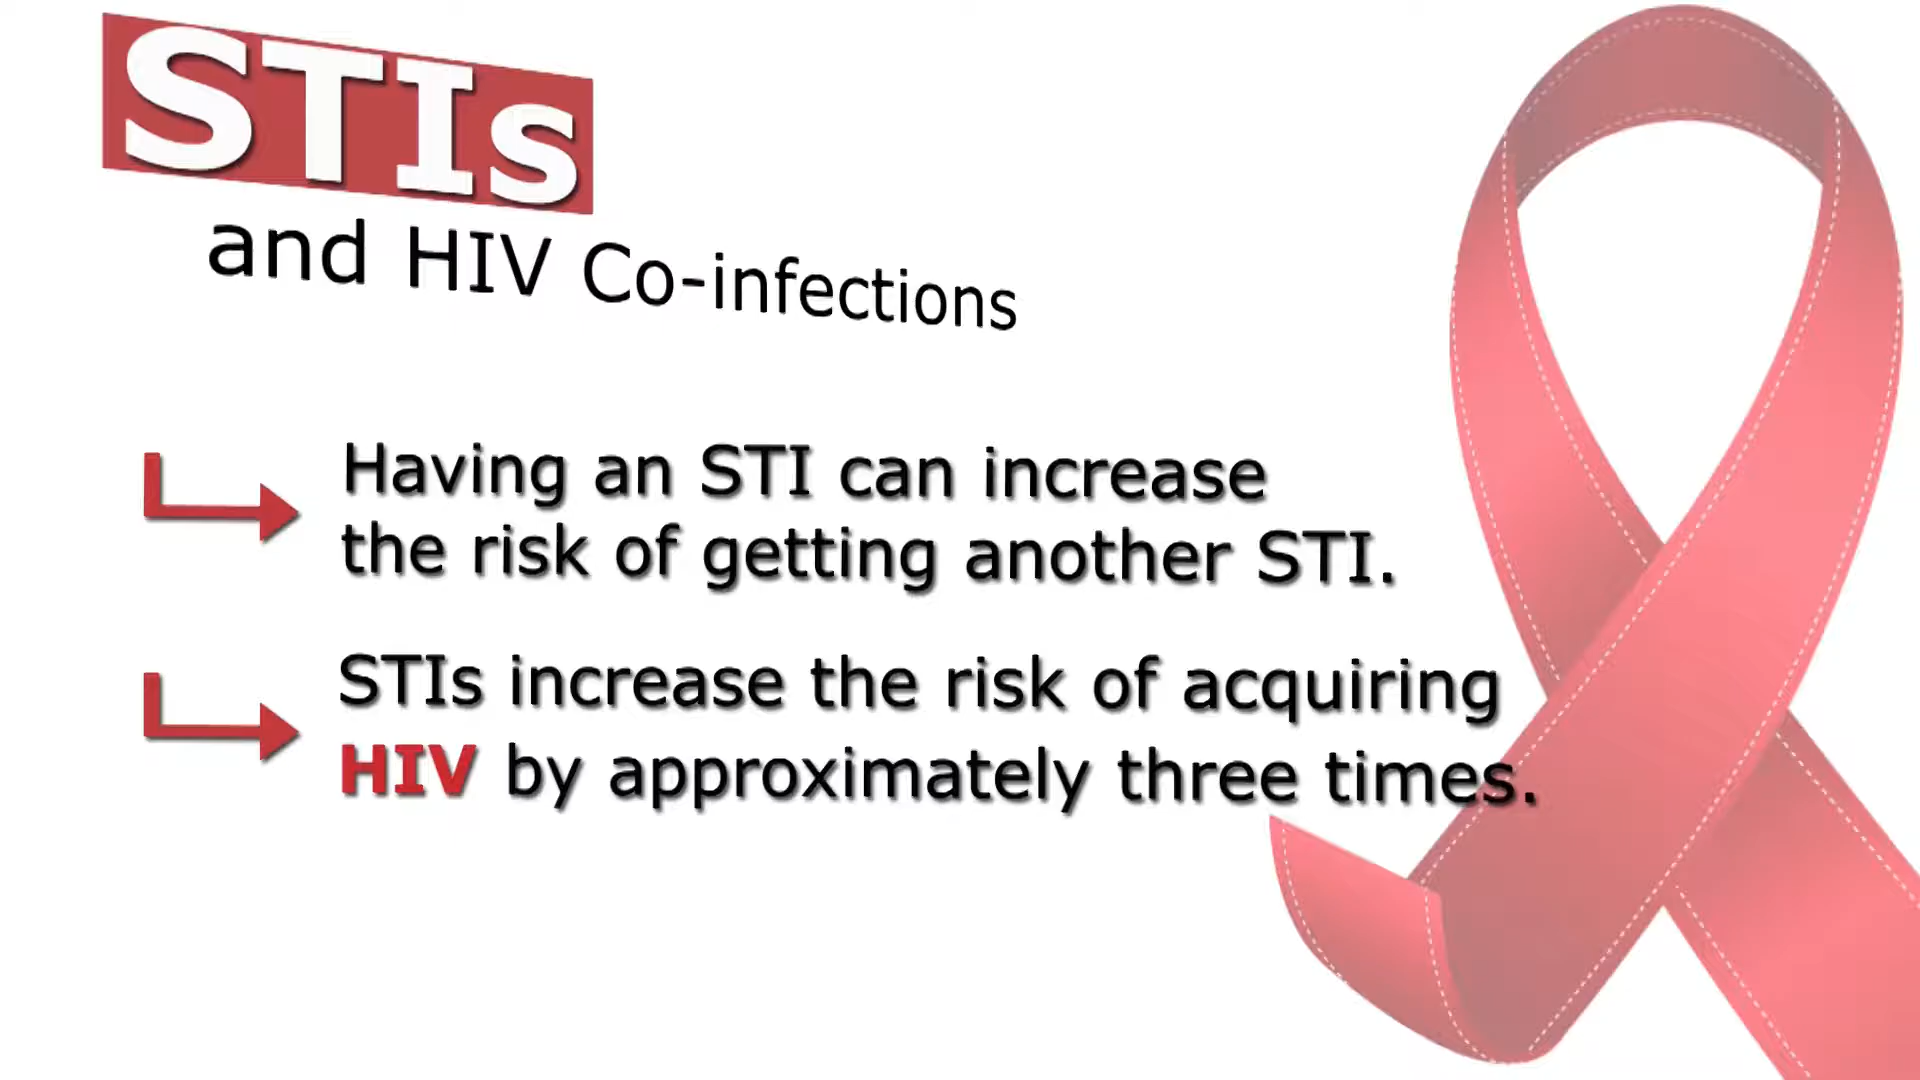 STIs
and HIV Co-infections
Having an STI can increase
the risk of getting another STI.
STIs increase the risk of acquiring
HIV by approximately three times.